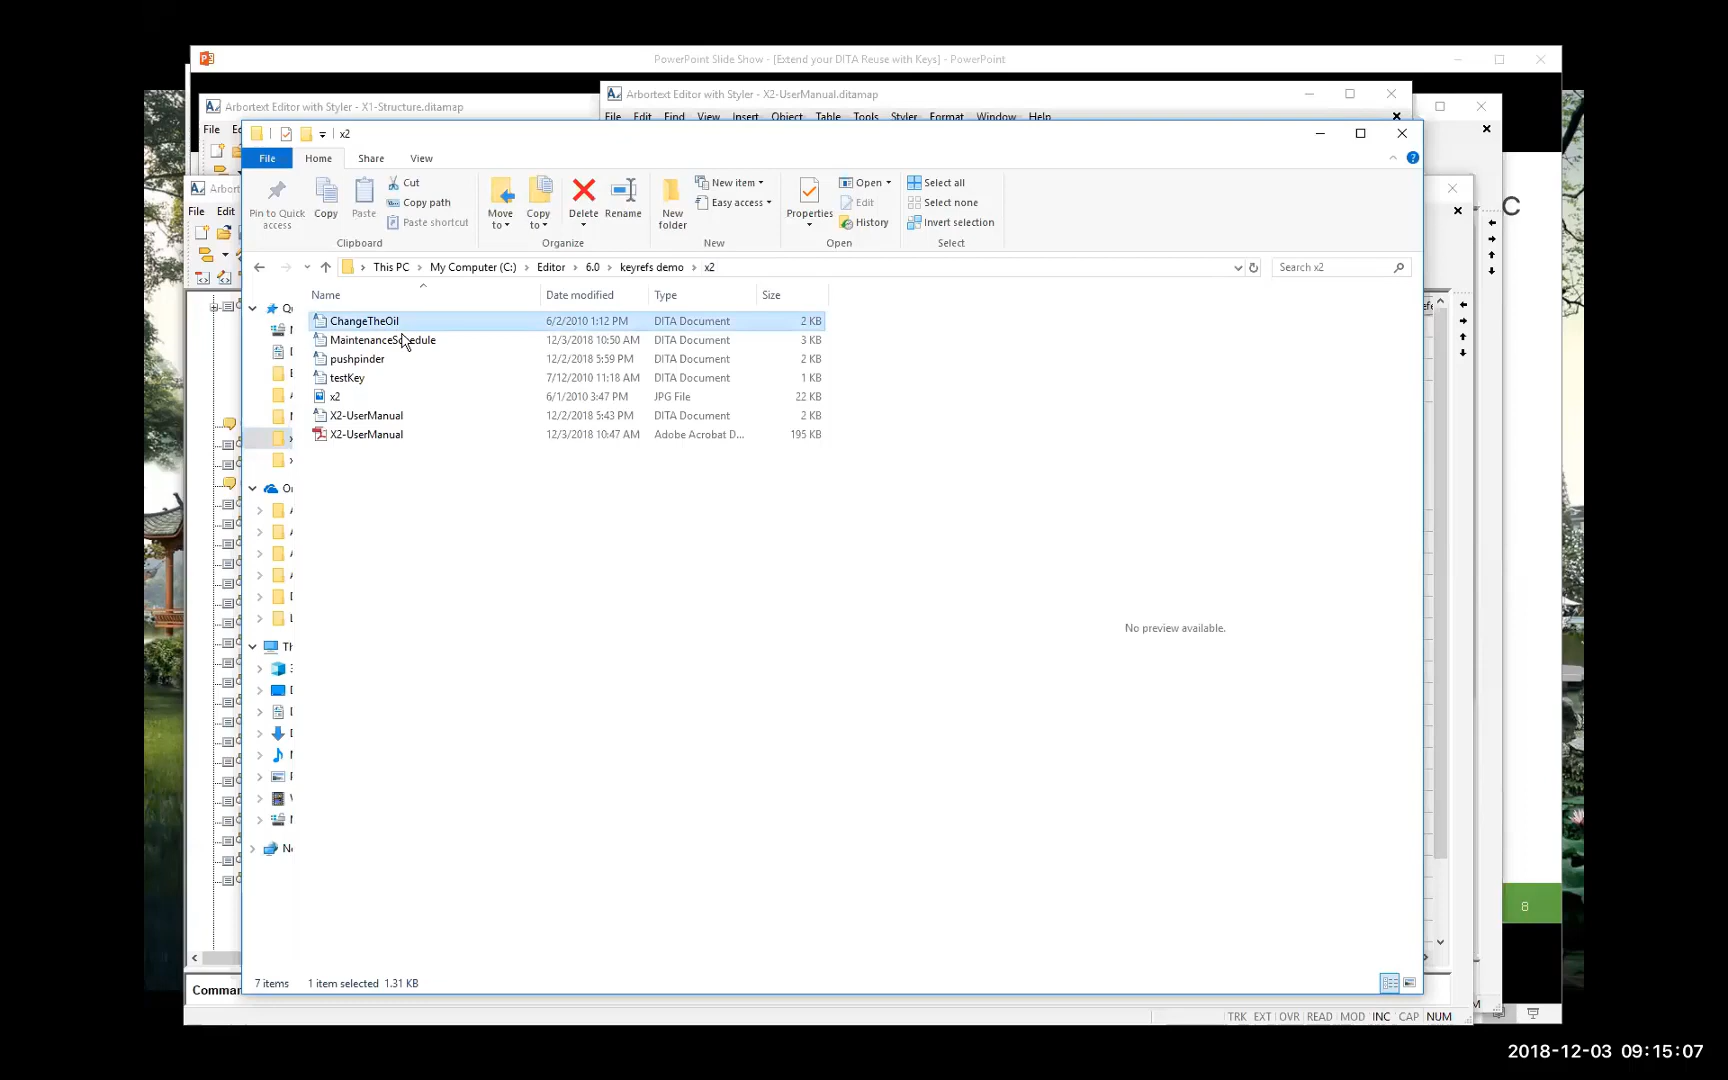 PowerPoint Slide Show - [Extend your DITA Reuse with Keys] - PowerPoint
Arbortext Editor with Styler - X2-UserManual.ditamap
Arbortext Editor with Styler - X1-Structure.ditamap
File Edit Find View Insert Object Table Tools Styler Format Window Help
File
x2
File Home Share View
Arbort
File Edit
Pin to Quick access
Copy
Paste
Cut
Copy path
Paste shortcut
Clipboard
Move to
Copy to
Delete
Rename
Organize
New folder
New item
Easy access
New
Properties
Open
Edit
History
Open
Select all
Select none
Invert selection
Select
C
This PC > My Computer (C:) > Editor > 6.0 > keyrefs demo > x2
Search x2
Name Date modified Type Size
ChangeTheOil 6/2/2010 1:12 PM DITA Document 2 KB
MaintenanceSchedule 12/3/2018 10:50 AM DITA Document 3 KB
pushpinder 12/2/2018 5:59 PM DITA Document 2 KB
testKey 7/12/2010 11:18 AM DITA Document 1 KB
x2 6/1/2010 3:47 PM JPG File 22 KB
X2-UserManual 12/2/2018 5:43 PM DITA Document 2 KB
X2-UserManual 12/3/2018 10:47 AM Adobe Acrobat D... 195 KB
No preview available.
8
7 items 1 item selected 1.31 KB
Comma
TRK EXT OVR READ MOD INC CAP NUM
2018-12-03 09:15:07